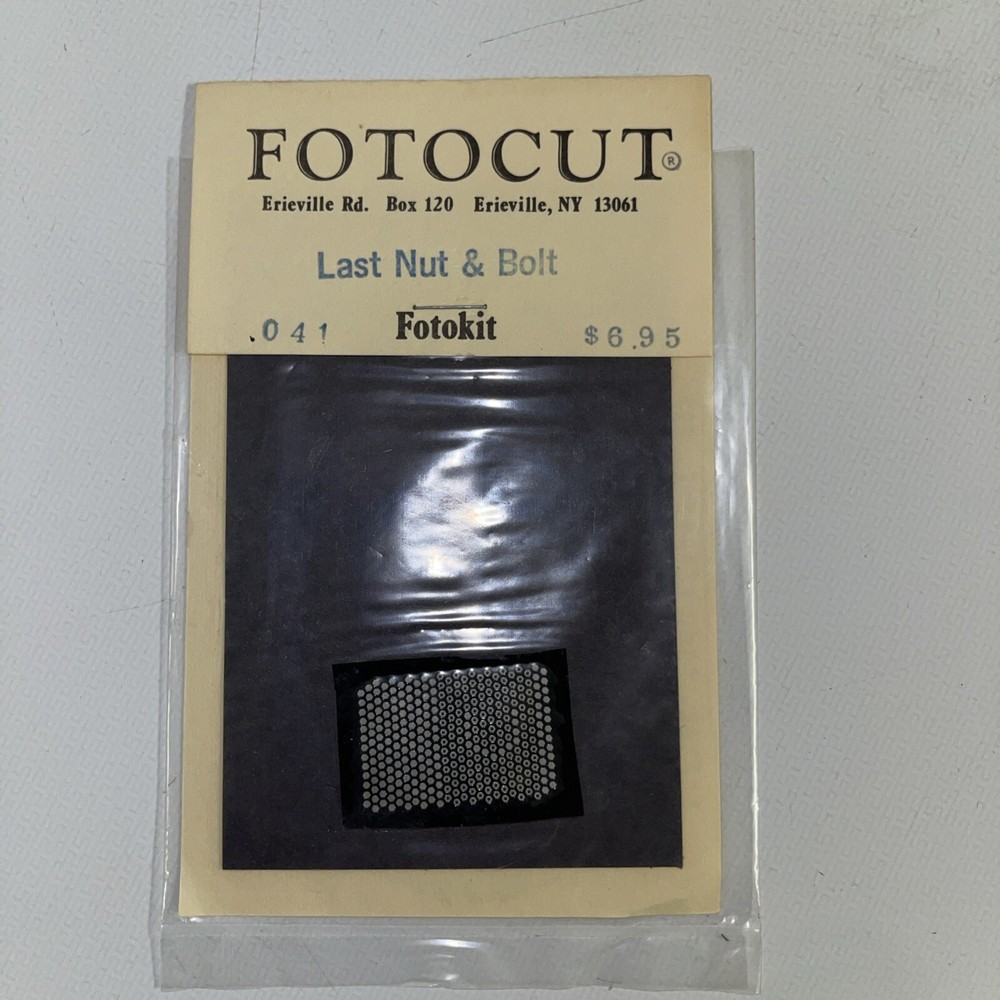 FOTOCUT®
Erieville Rd. Box 120 Erieville, NY 13061
Last Nut & Bolt
.041 Fotokit $6.95